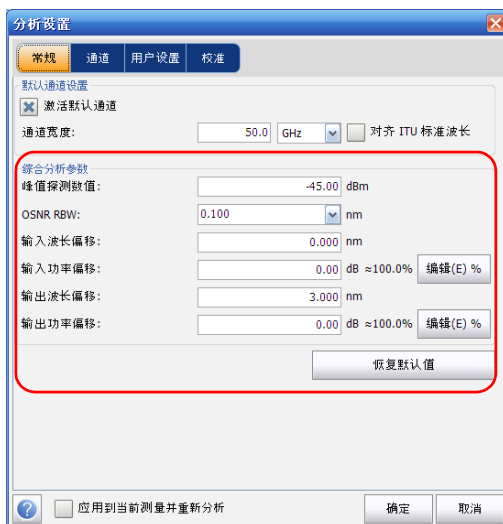 分析设置
常规 通道 用户设置 校准
默认通道设置
激活默认通道
通道宽度: 50.0 GHz 对齐 ITU 标准波长
综合分析参数
峰值探测数值: -45.00 dBm
OSNR RBW: 0.100 nm
输入波长偏移: 0.000 nm
输入功率偏移: 0.00 dB ≈100.0% 编辑(E) %
输出波长偏移: 3.000 nm
输出功率偏移: 0.00 dB ≈100.0% 编辑(E) %
恢复默认值
应用到当前测量并重新分析 确定 取消